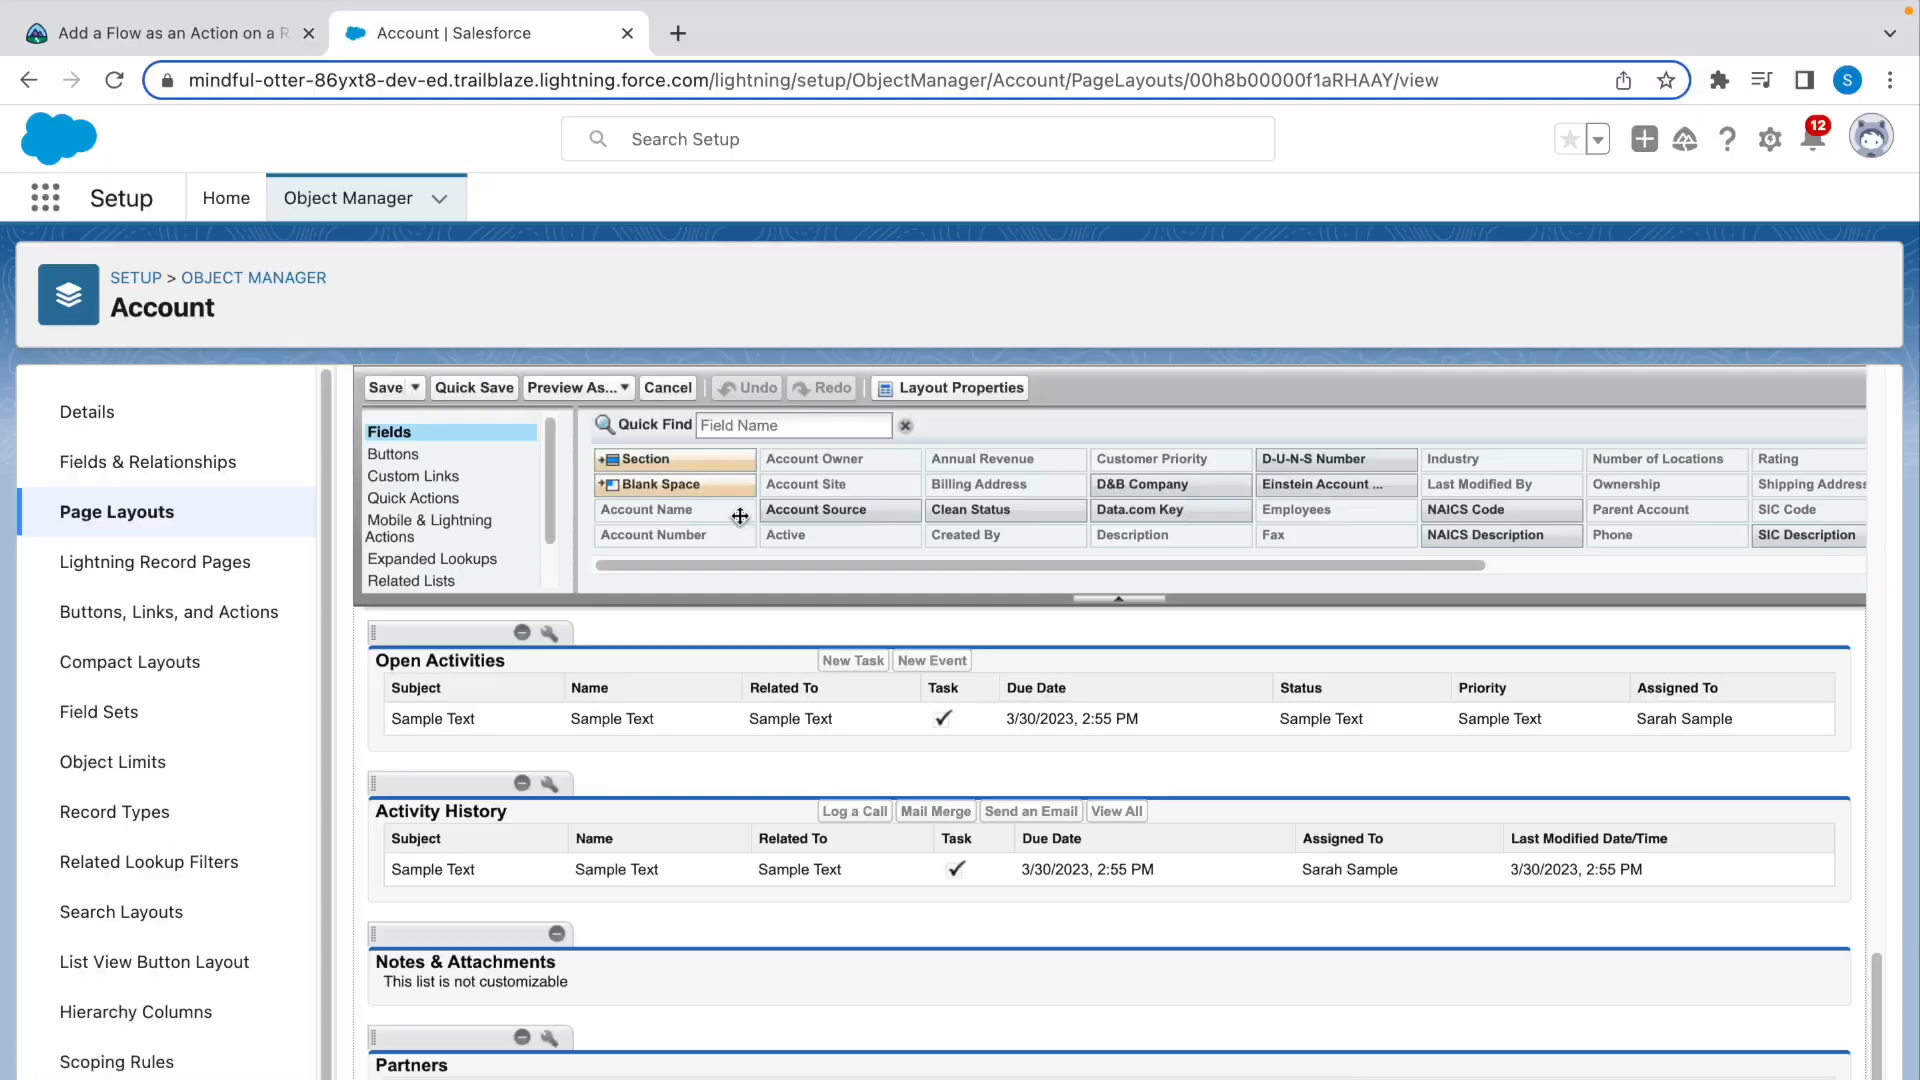 Add a Flow as an Action on a R
Account | Salesforce
mindful-otter-86yxt8-dev-ed.trailblaze.lightning.force.com/lightning/setup/ObjectManager/Account/PageLayouts/00h8b00000f1aRHAAY/view
S
Search Setup
12
Setup
Home
Object Manager
SETUP > OBJECT MANAGER
Account
Details
Fields & Relationships
Page Layouts
Lightning Record Pages
Buttons, Links, and Actions
Compact Layouts
Field Sets
Object Limits
Record Types
Related Lookup Filters
Search Layouts
List View Button Layout
Hierarchy Columns
Scoping Rules
Save Quick Save Preview As... Cancel Undo Redo Layout Properties
Fields
Buttons
Custom Links
Quick Actions
Mobile & Lightning
Actions
Expanded Lookups
Related Lists
Quick Find Field Name
Section Account Owner Annual Revenue Customer Priority D-U-N-S Number Industry Number of Locations Rating
Blank Space Account Site Billing Address D&B Company Einstein Account ... Last Modified By Ownership Shipping Address
Account Name Account Source Clean Status Data.com Key Employees NAICS Code Parent Account SIC Code
Account Number Active Created By Description Fax NAICS Description Phone SIC Description
Open Activities New Task New Event
Subject Name Related To Task Due Date Status Priority Assigned To
Sample Text Sample Text Sample Text 3/30/2023, 2:55 PM Sample Text Sample Text Sarah Sample
Activity History Log a Call Mail Merge Send an Email View All
Subject Name Related To Task Due Date Assigned To Last Modified Date/Time
Sample Text Sample Text Sample Text 3/30/2023, 2:55 PM Sarah Sample 3/30/2023, 2:55 PM
Notes & Attachments
This list is not customizable
Partners